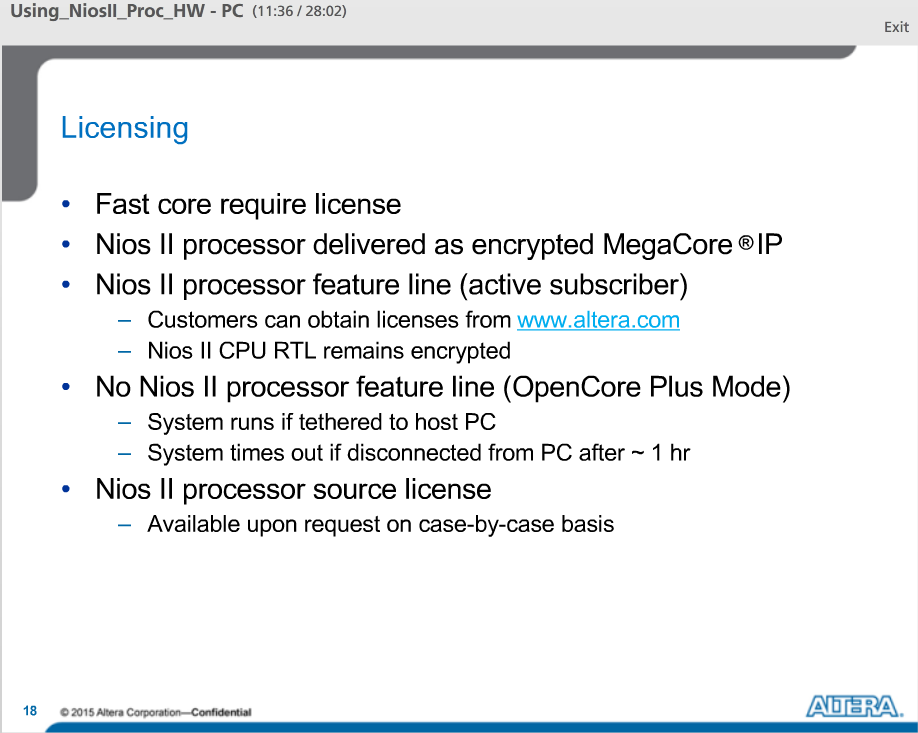 Using_NiosII_Proc_HW - PC (11:36 / 28:02)
Exit
Licensing
• Fast core require license
• Nios II processor delivered as encrypted MegaCore ® IP
• Nios II processor feature line (active subscriber)
– Customers can obtain licenses from www.altera.com
– Nios II CPU RTL remains encrypted
• No Nios II processor feature line (OpenCore Plus Mode)
– System runs if tethered to host PC
– System times out if disconnected from PC after ~ 1 hr
• Nios II processor source license
– Available upon request on case-by-case basis
18 © 2015 Altera Corporation—Confidential
ALTERA.